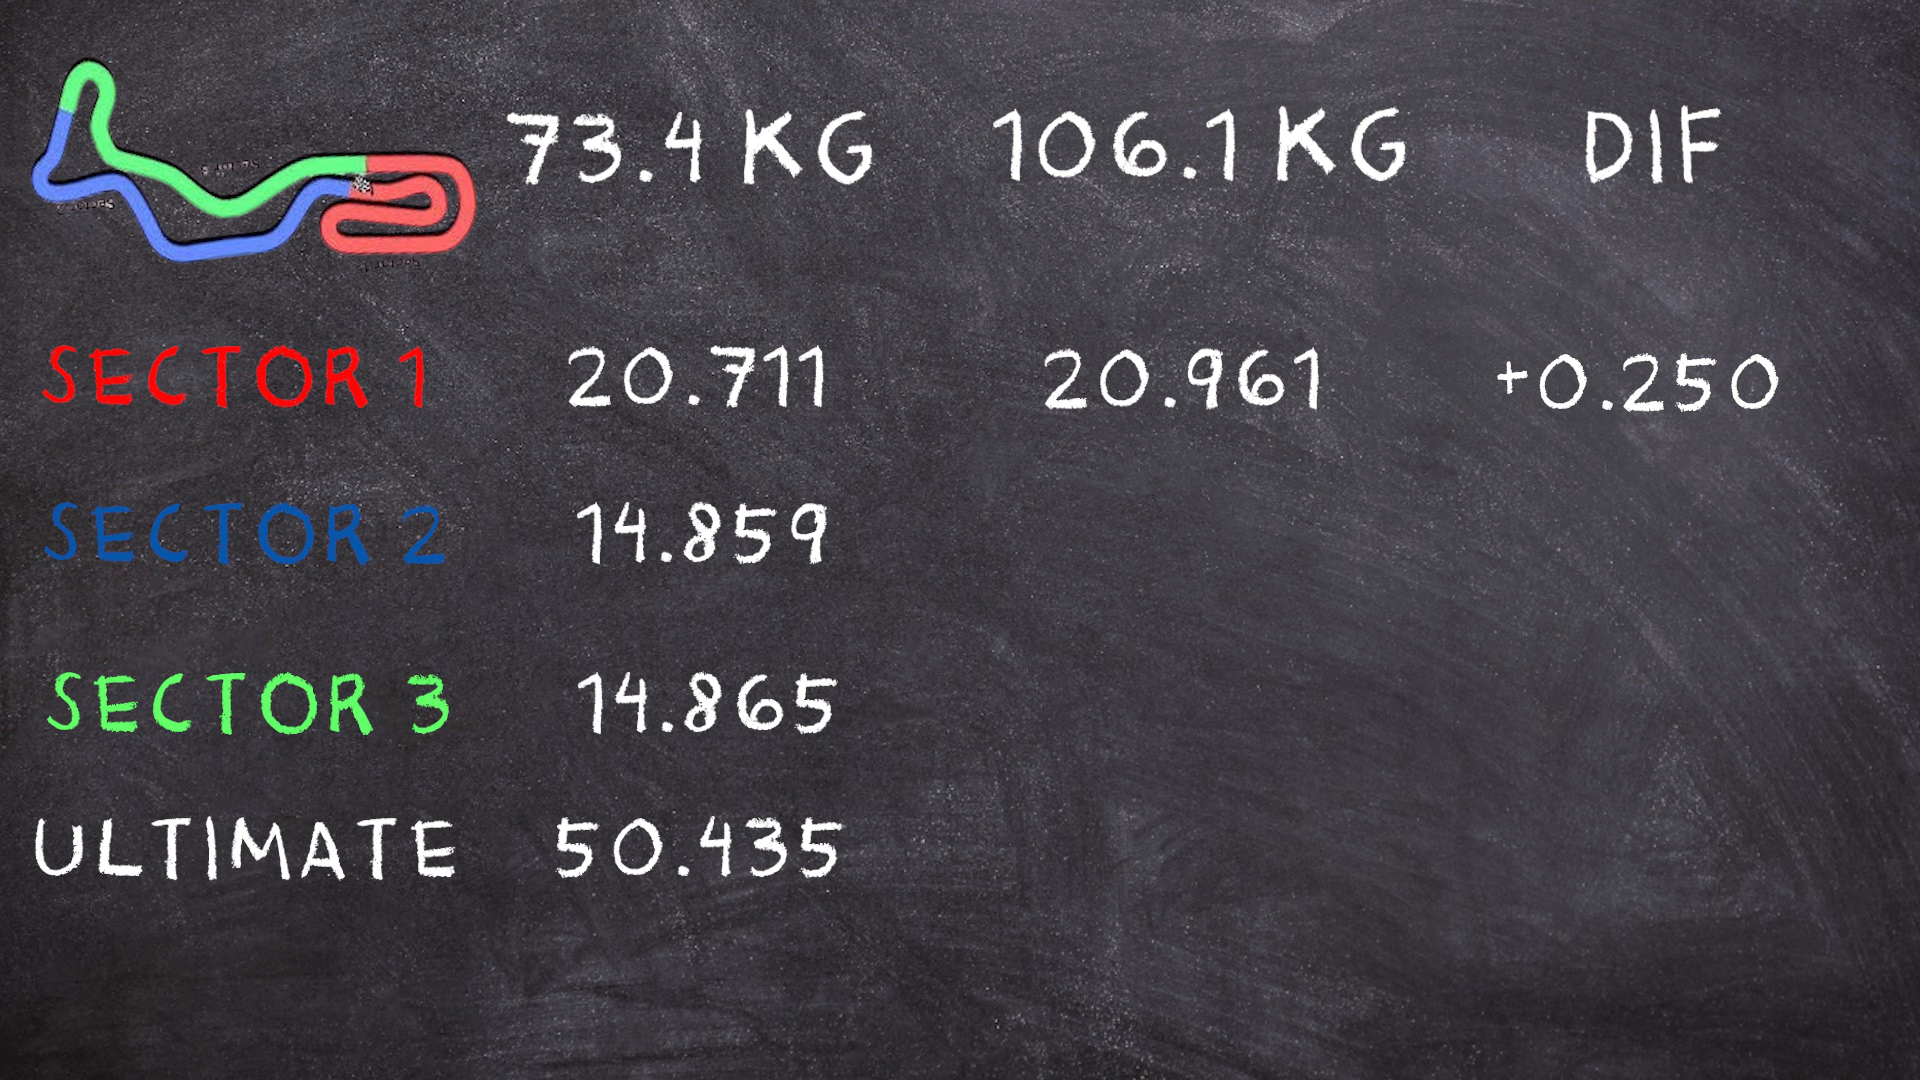 73.4 KG 106.1 KG DIF
SECTOR 1 20.711 20.961 +0.250
SECTOR 2 14.859
SECTOR 3 14.865
ULTIMATE 50.435